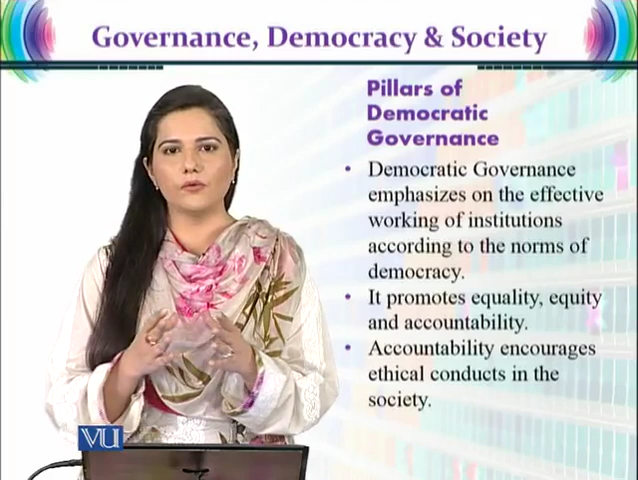 Governance, Democracy & Society
Pillars of
Democratic
Governance
• Democratic Governance
emphasizes on the effective
working of institutions
according to the norms of
democracy.
• It promotes equality, equity
and accountability.
• Accountability encourages
ethical conducts in the
society.
VU